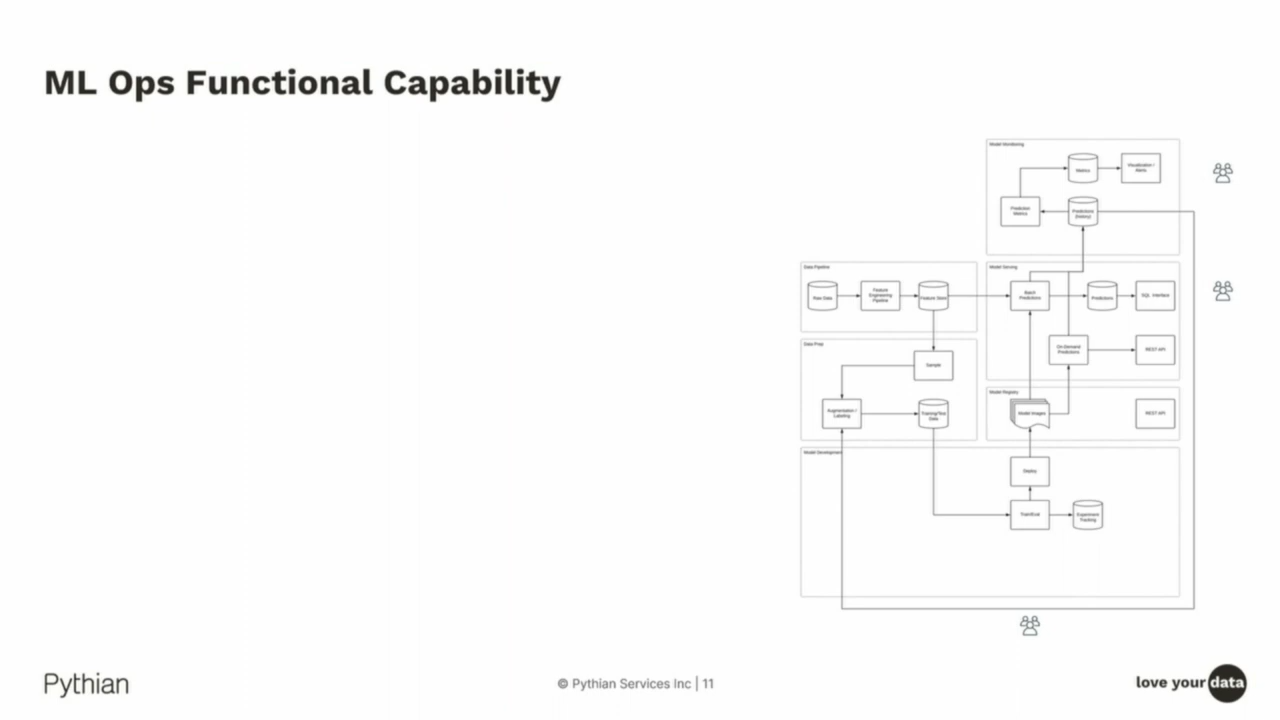 ML Ops Functional Capability
Model Monitoring
Metrics
Visualization /
Alerts
Prediction
Metrics
Predictions
(history)
Data Pipeline
Raw Data
Feature
Engineering
Pipeline
Feature Store
Model Serving
Batch
Predictions
Predictions
SQL Interface
On-Demand
Predictions
REST API
Data Prep
Sample
Augmentation /
Labeling
Training/Test
Data
Model Registry
Model Images
REST API
Model Development
Deploy
Train/Eval
Experiment
Tracking
Pythian
© Pythian Services Inc | 11
love your data